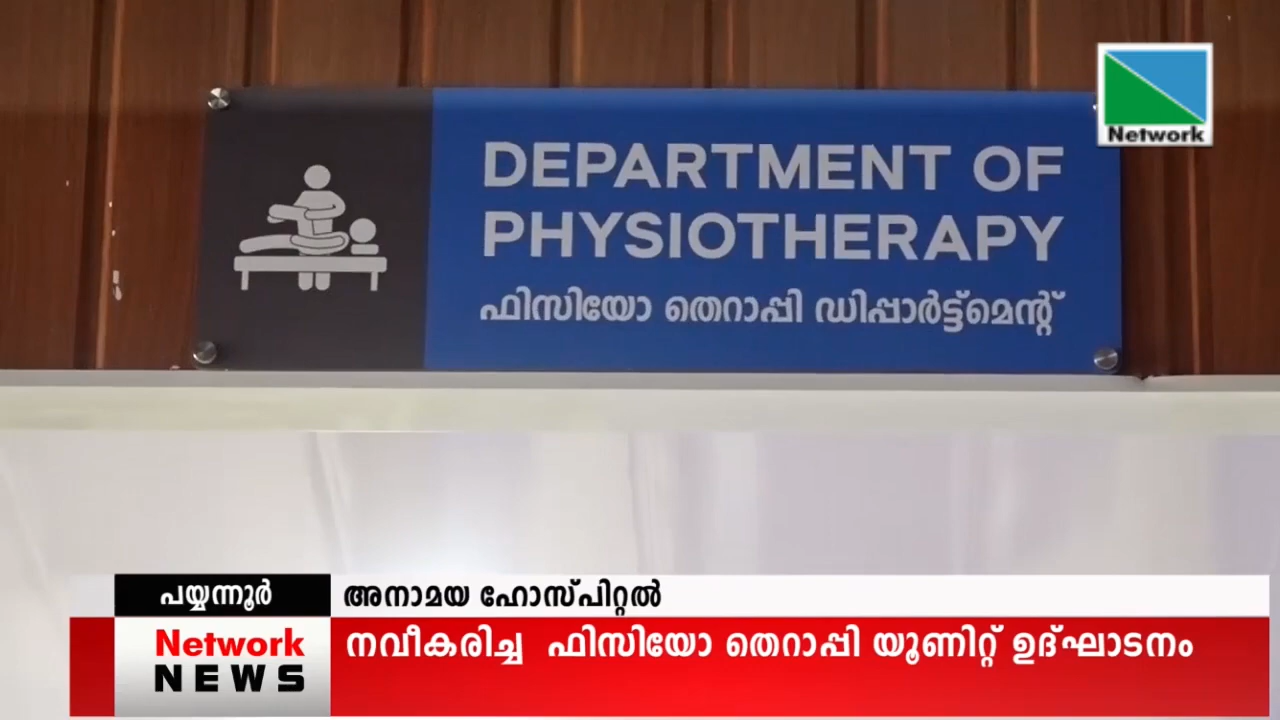 Network
DEPARTMENT OF
PHYSIOTHERAPY
ഫിസിയോ തെറാപ്പി ഡിപ്പാർട്ട്മെന്റ്
പയ്യന്നൂർ
അനാമയ ഹോസ്പിറ്റൽ
Network
NEWS
നവീകരിച്ച ഫിസിയോ തെറാപ്പി യൂണിറ്റ് ഉദ്ഘാടനം